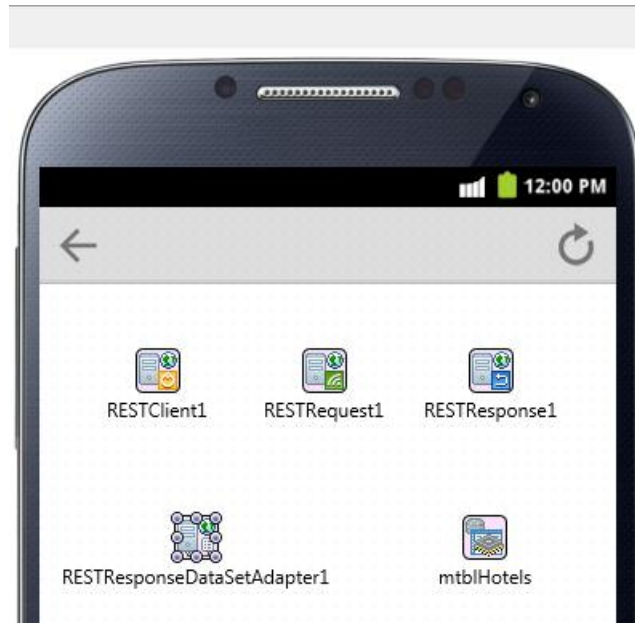 12:00 PM
RESTClient1
RESTRequest1
RESTResponse1
RESTResponseDataSetAdapter1
mtblHotels